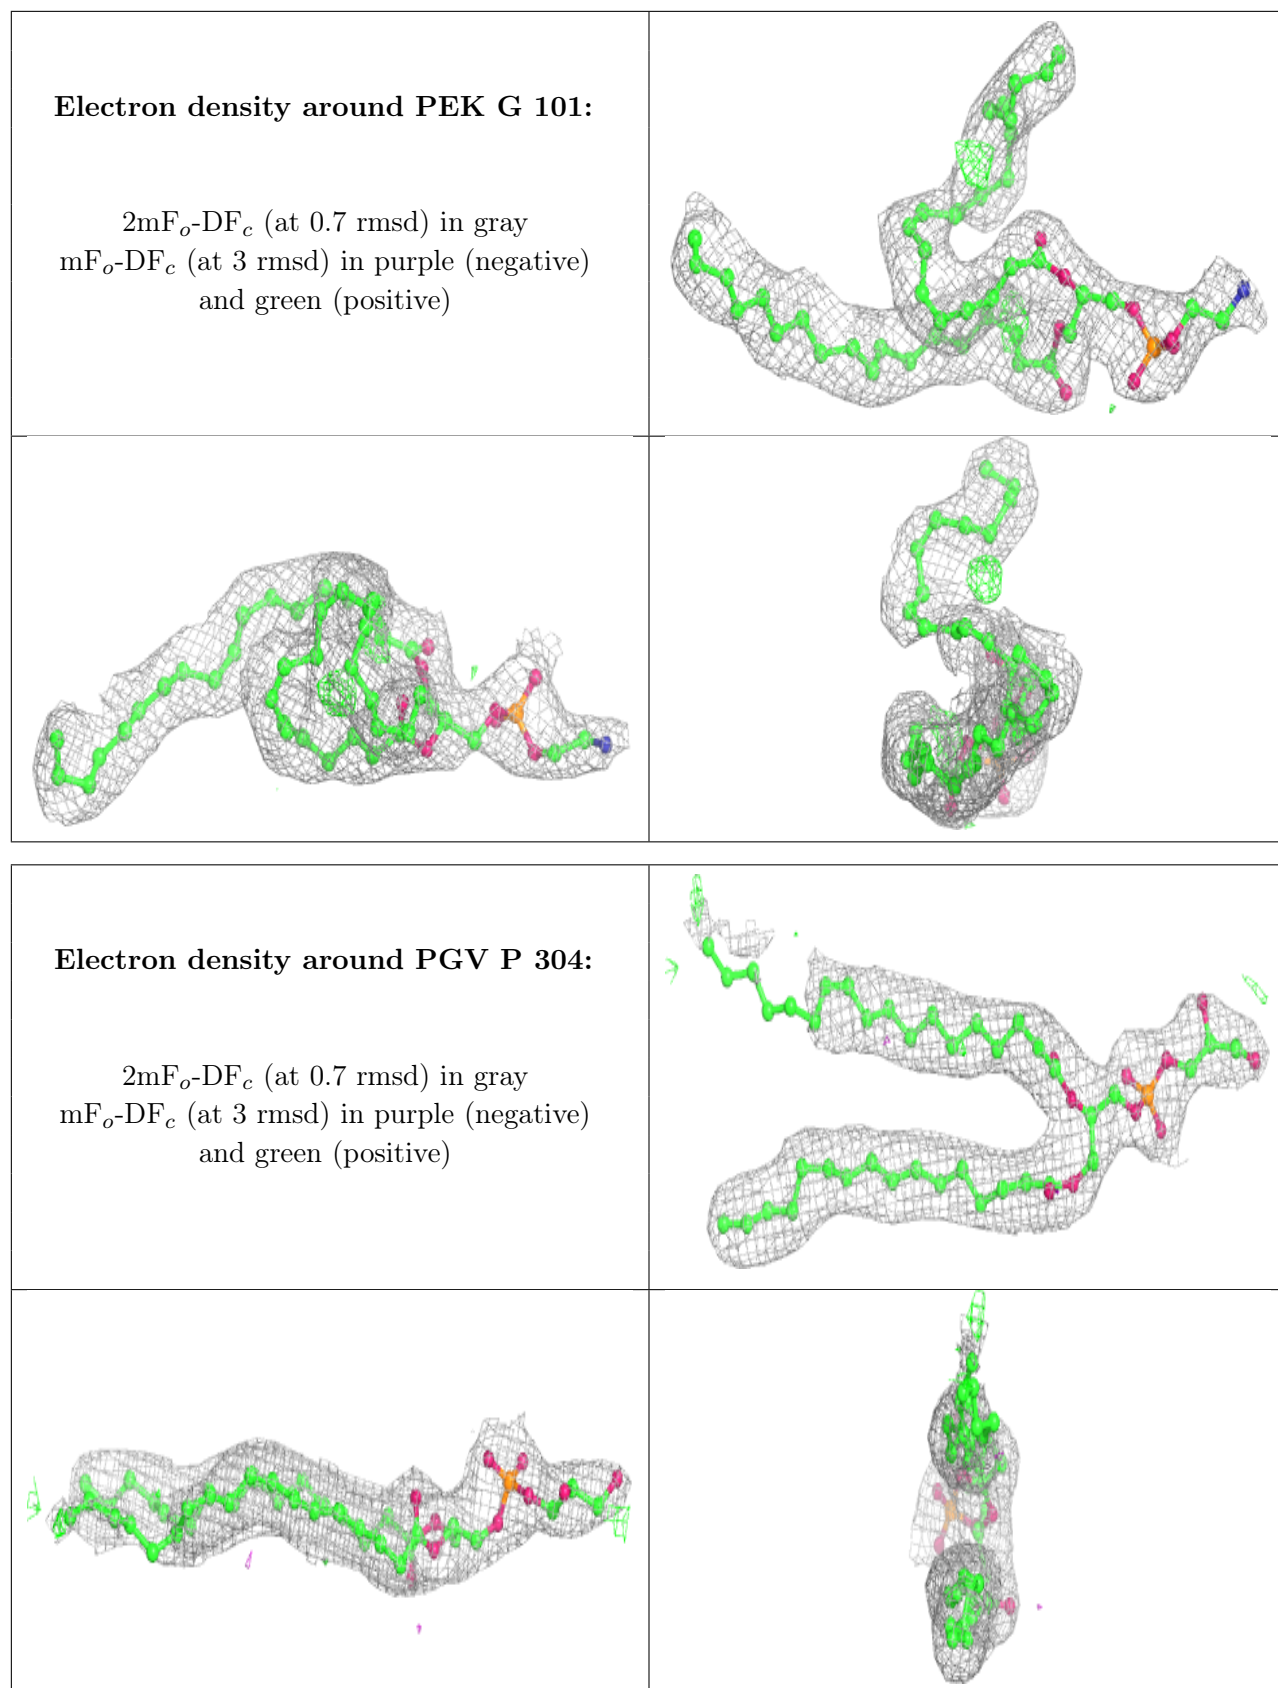 Electron density around PEK G 101:
2mFo-DFc (at 0.7 rmsd) in gray
mFo-DFc (at 3 rmsd) in purple (negative)
and green (positive)
Electron density around PGV P 304:
2mFo-DFc (at 0.7 rmsd) in gray
mFo-DFc (at 3 rmsd) in purple (negative)
and green (positive)